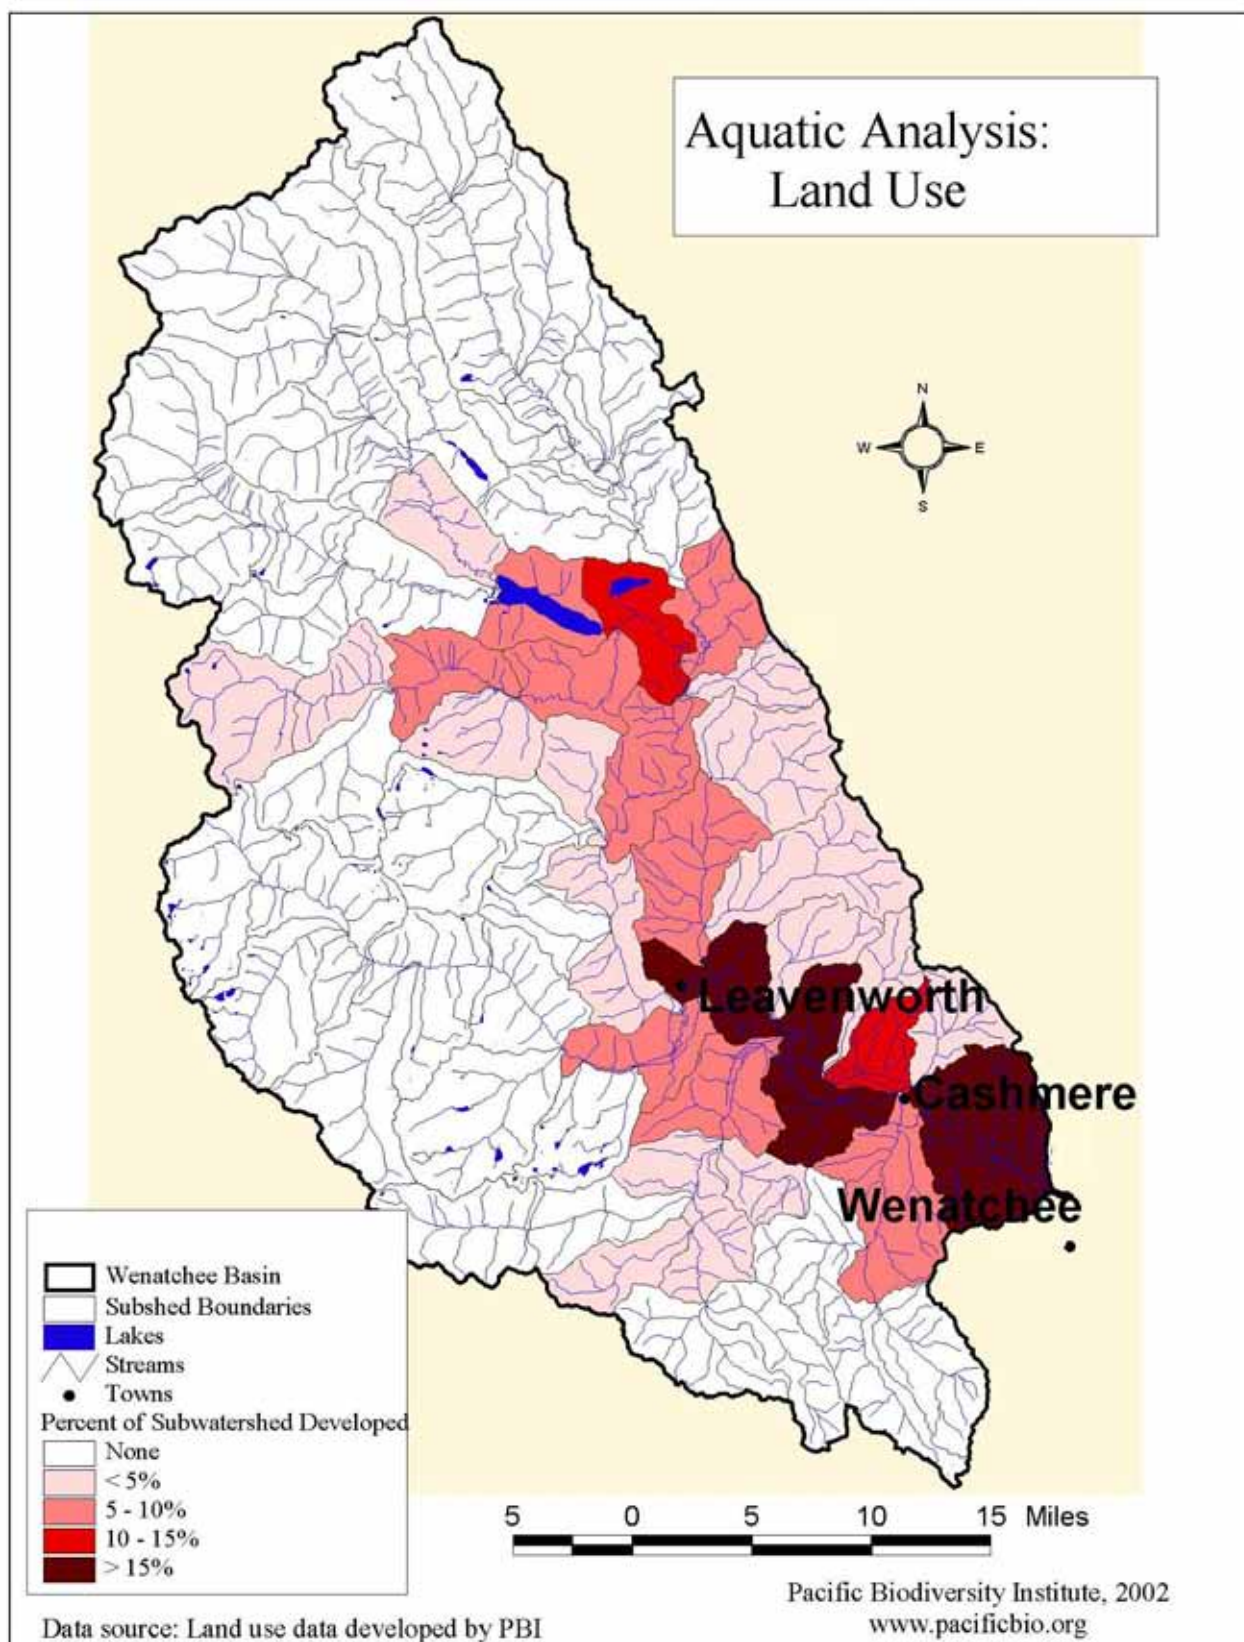 Aquatic Analysis:
Land Use
N
W E
S
Leavenworth
Cashmere
Wenatchee
Wenatchee Basin
Subshed Boundaries
Lakes
Streams
Towns
Percent of Subwatershed Developed
None
< 5%
5 - 10%
10 - 15%
> 15%
5 0 5 10 15 Miles
Pacific Biodiversity Institute, 2002
www.pacificbio.org
Data source: Land use data developed by PBI